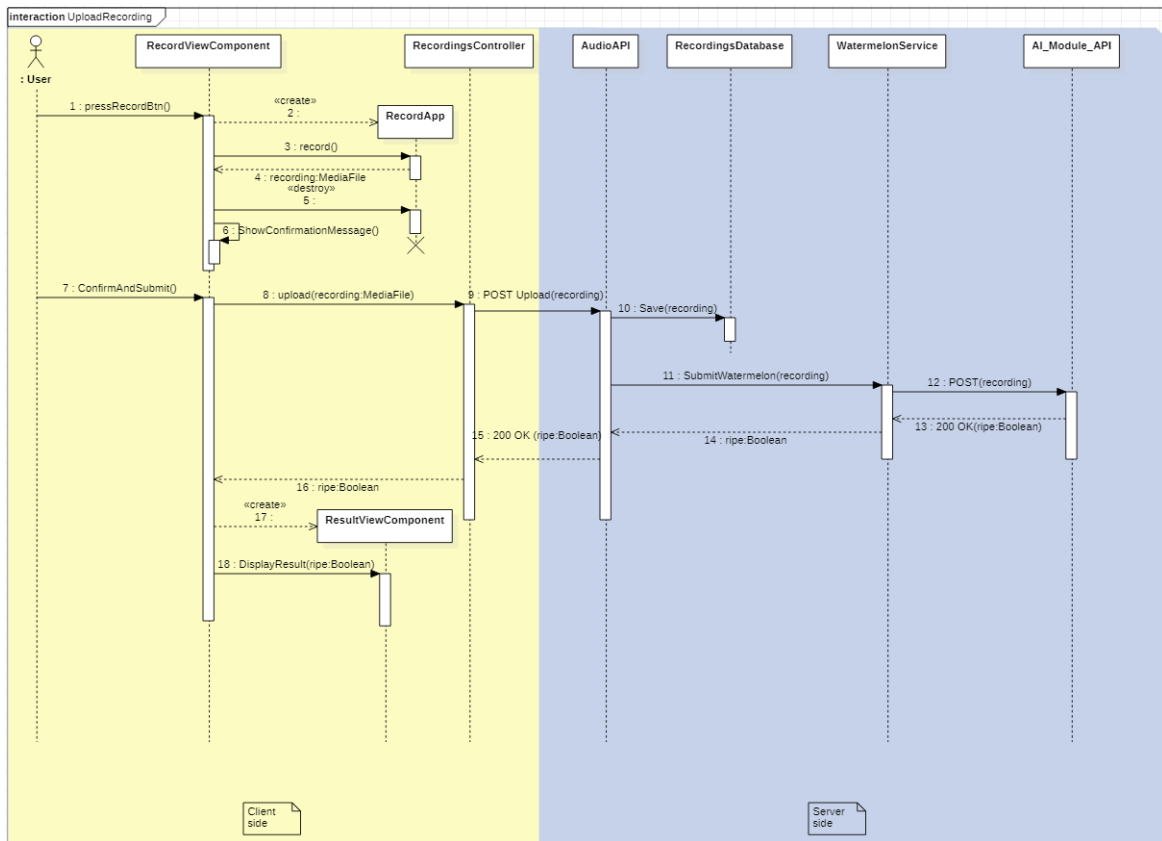 interaction UploadRecording
RecordViewComponent
RecordingsController
AudioAPI
RecordingsDatabase
WatermelonService
AI_Module_API
: User
1 : pressRecordBtn()
«create»
2 :
RecordApp
3 : record()
4 : recording:MediaFile
«destroy»
5 :
6 : ShowConfirmationMessage()
7 : ConfirmAndSubmit()
8 : upload(recording:MediaFile)
9 : POST Upload(recording)
10 : Save(recording)
11 : SubmitWatermelon(recording)
12 : POST(recording)
13 : 200 OK(ripe:Boolean)
14 : ripe:Boolean
15 : 200 OK (ripe:Boolean)
16 : ripe:Boolean
«create»
17 :
ResultViewComponent
18 : DisplayResult(ripe:Boolean)
Client
side
Server
side